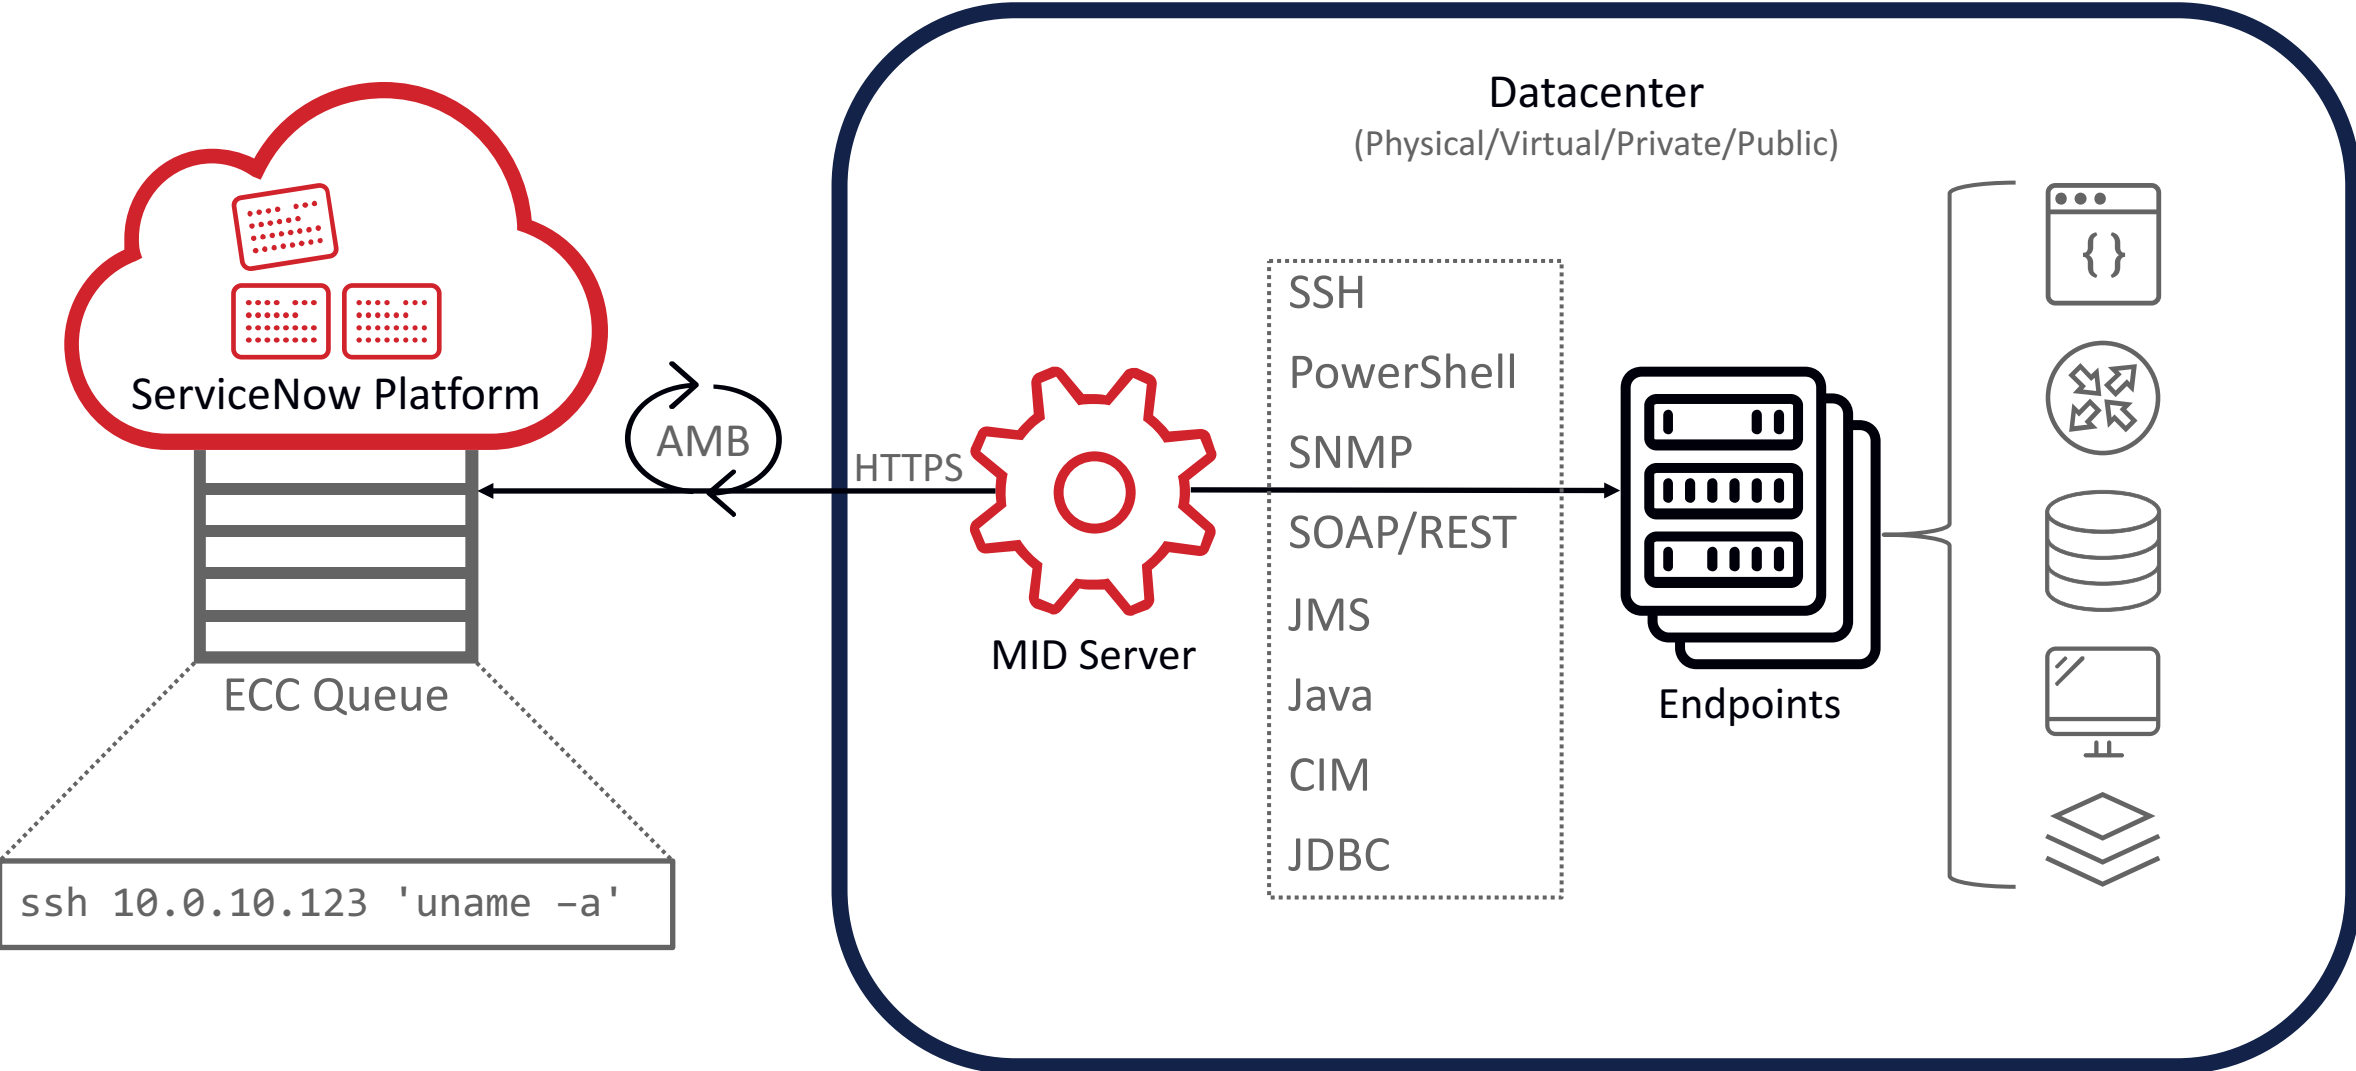 Datacenter
(Physical/Virtual/Private/Public)
ServiceNow Platform
AMB
HTTPS
ECC Queue
ssh 10.0.10.123 'uname –a'
MID Server
SSH
PowerShell
SNMP
SOAP/REST
JMS
Java
CIM
JDBC
Endpoints
{ }